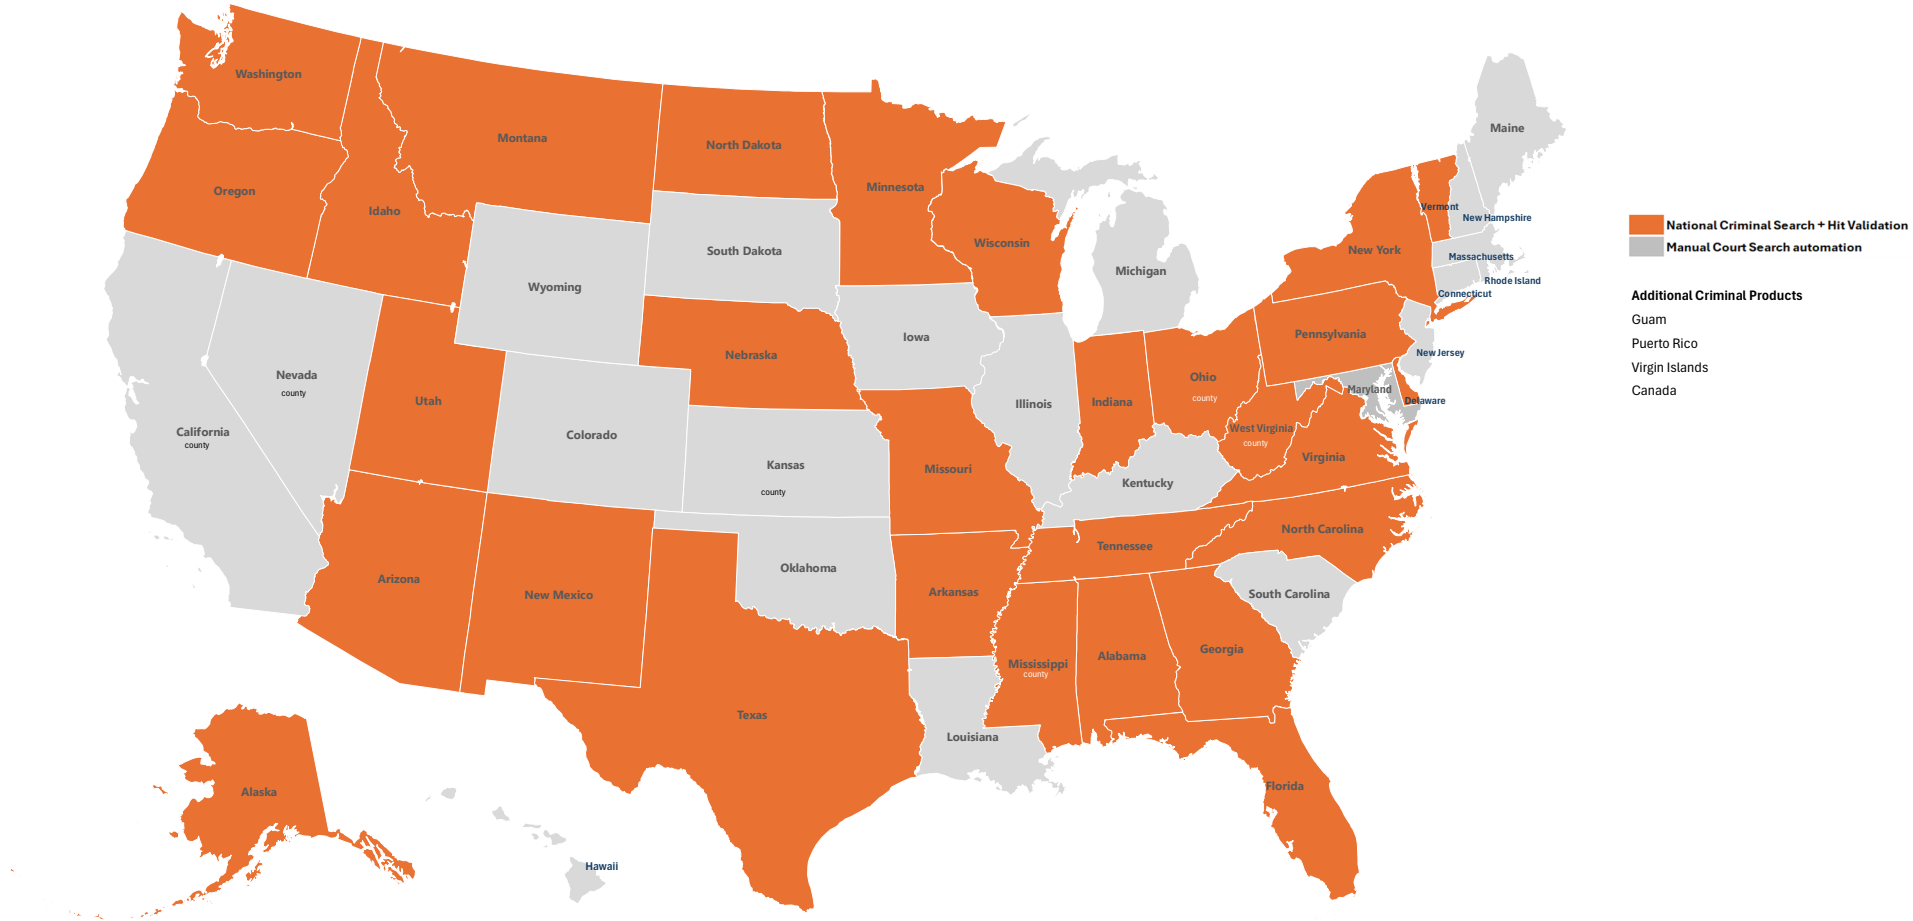 Washington
Montana
North Dakota
Minnesota
Oregon
Idaho
Wisconsin
South Dakota
Wyoming
Michigan
Maine
Vermont
New Hampshire
New York
Massachusetts
Rhode Island
Connecticut
Iowa
Pennsylvania
New Jersey
Nebraska
Nevada
county
Utah
Ohio
county
Indiana
Illinois
Maryland
Delaware
California
county
Colorado
West Virginia
county
Kansas
county
Missouri
Virginia
Kentucky
North Carolina
Tennessee
Oklahoma
Arizona
New Mexico
Arkansas
South Carolina
Georgia
Alabama
Mississippi
county
Texas
Louisiana
Florida
Alaska
Hawaii
National Criminal Search + Hit Validation
Manual Court Search automation
Additional Criminal Products
Guam
Puerto Rico
Virgin Islands
Canada